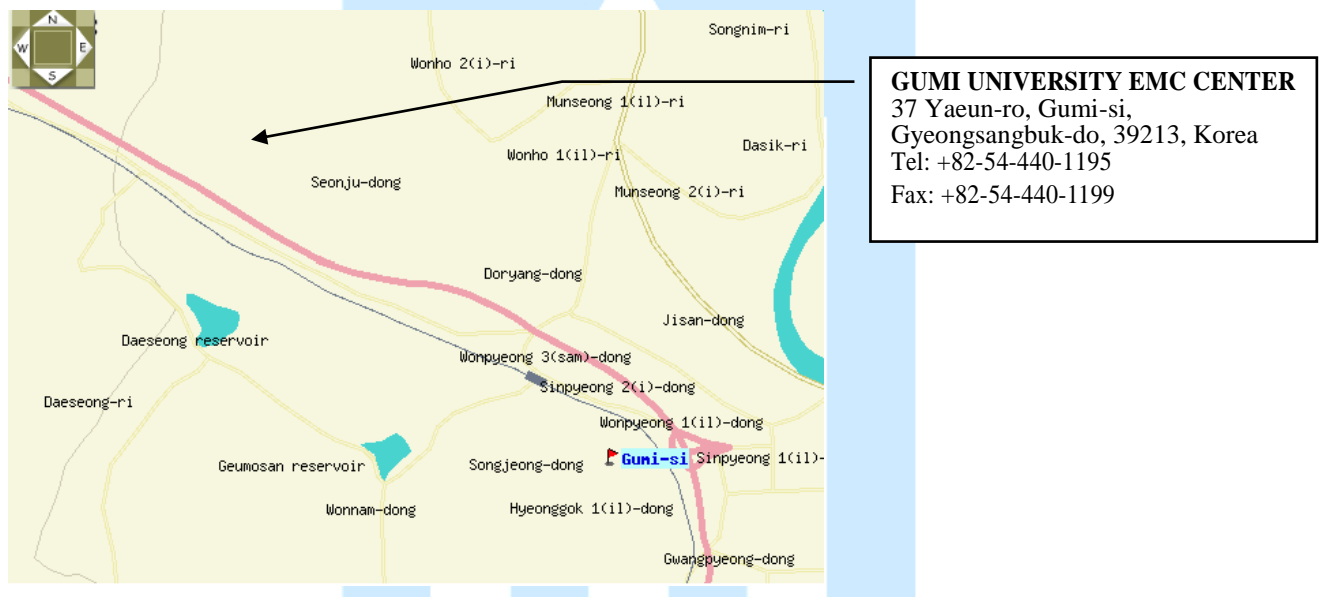 N
W E
S
Songnim-ri
Wonho 2(i)-ri
Munseong 1(il)-ri
Dasik-ri
Wonho 1(il)-ri
Seonju-dong
Munseong 2(i)-ri
Doryang-dong
Jisan-dong
Daeseong reservoir
Wonpyeong 3(sam)-dong
Sinpyeong 2(i)-dong
Daeseong-ri
Wonpyeong 1(il)-dong
Gumi-si
Sinpyeong 1(il)-
Geumosan reservoir
Songjeong-dong
Wonnam-dong
Hyeonggok 1(il)-dong
Gwangpyeong-dong
GUMI UNIVERSITY EMC CENTER
37 Yaeun-ro, Gumi-si,
Gyeongsangbuk-do, 39213, Korea
Tel: +82-54-440-1195
Fax: +82-54-440-1199